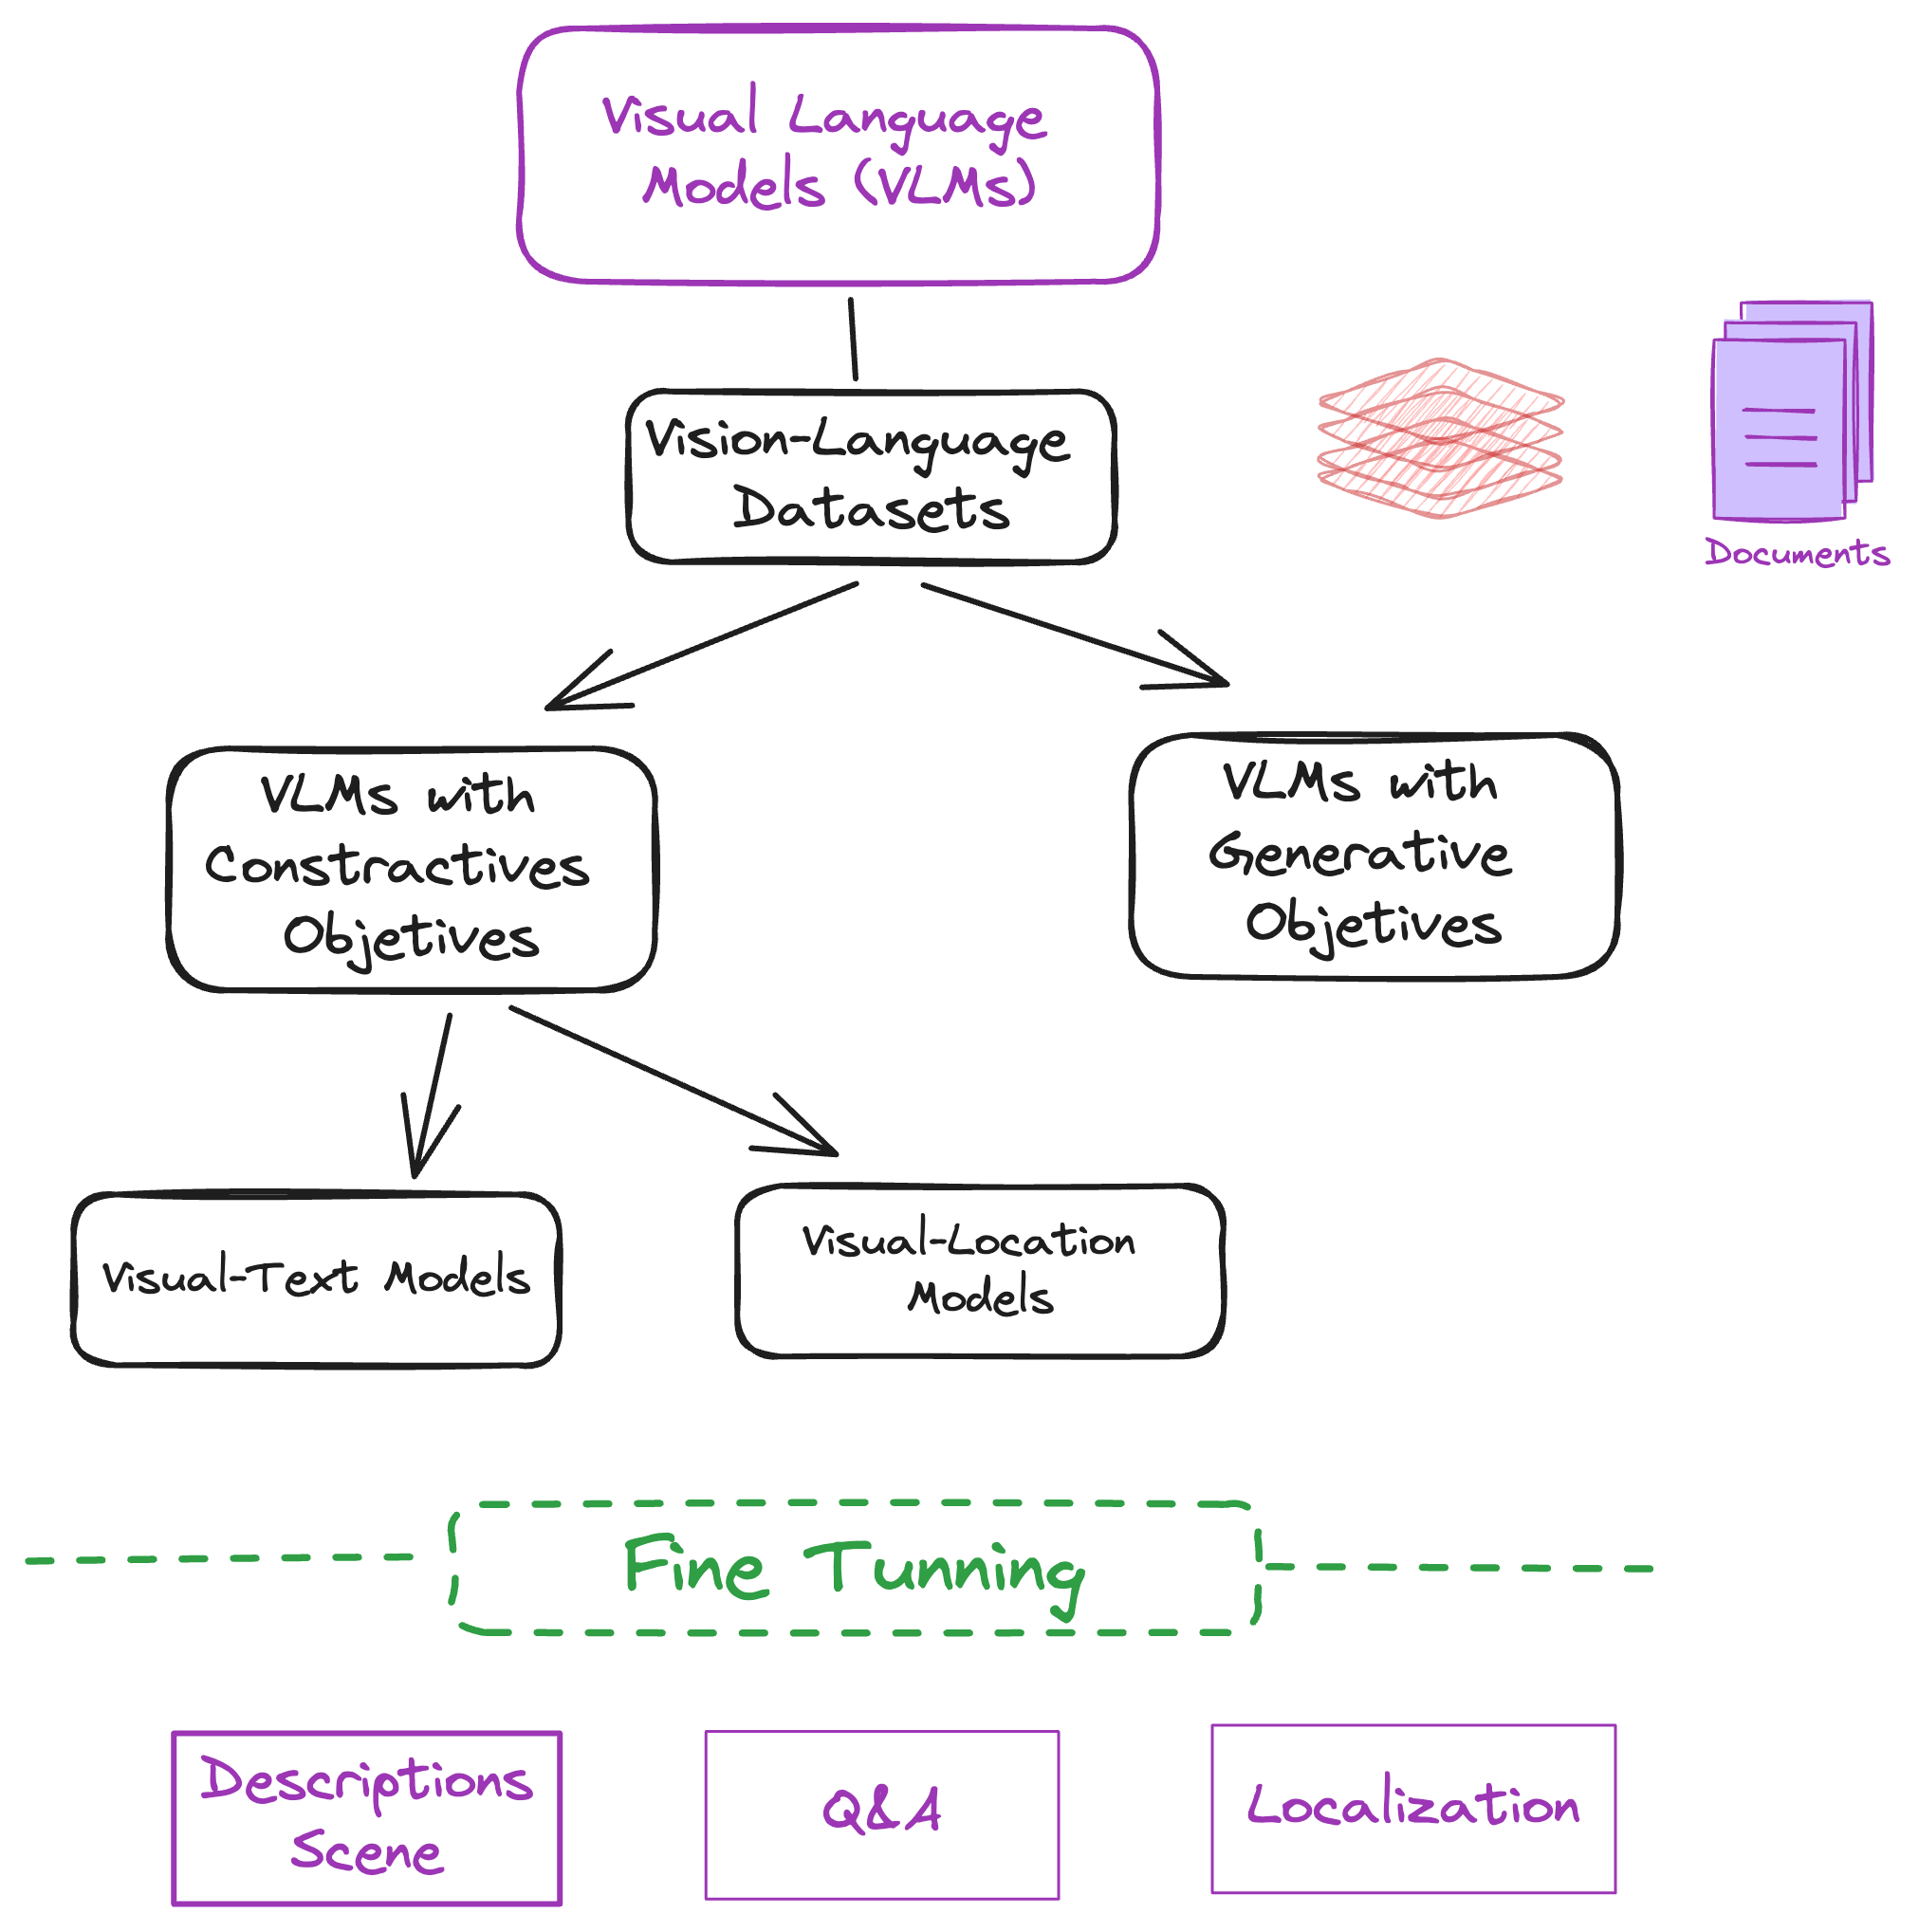 Visual Language
Models (VLMs)
Vision-Language
Datasets
Documents
VLMs with
Constractives
Objetives
VLMs with
Generative
Objetives
Visual-Text Models
Visual-Location
Models
Fine Tunning
Descriptions
Scene
Q&A
Localization